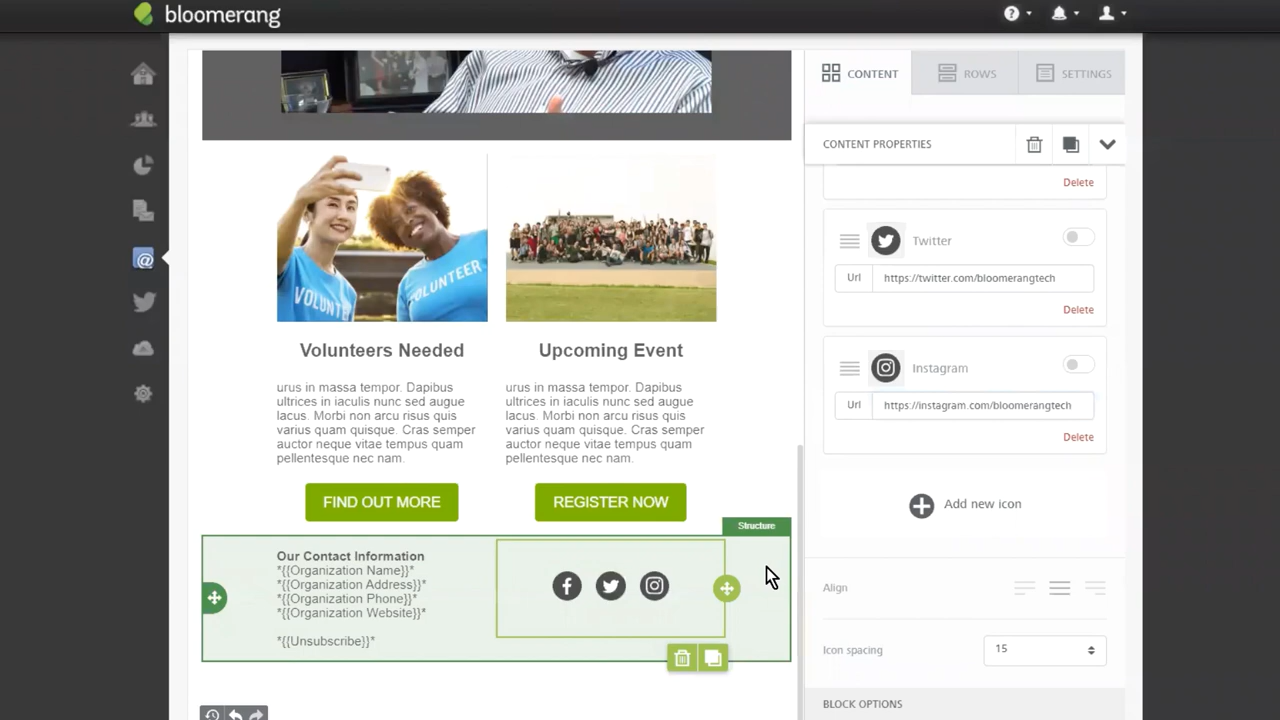 bloomerang
CONTENT
ROWS
SETTINGS
CONTENT PROPERTIES
Delete
Twitter
Url https://twitter.com/bloomerangtech
Delete
Instagram
Url https://instagram.com/bloomerangtech
Delete
Add new icon
Align
Icon spacing 15
BLOCK OPTIONS
VOLUNTEER
VOLUNTEER
Volunteers Needed
urus in massa tempor. Dapibus
ultrices in iaculis nunc sed augue
lacus. Morbi non arcu risus quis
varius quam quisque. Cras semper
auctor neque vitae tempus quam
pellentesque nec nam.
FIND OUT MORE
Upcoming Event
urus in massa tempor. Dapibus
ultrices in iaculis nunc sed augue
lacus. Morbi non arcu risus quis
varius quam quisque. Cras semper
auctor neque vitae tempus quam
pellentesque nec nam.
REGISTER NOW
Structure
Our Contact Information
*{{Organization Name}}*
*{{Organization Address}}*
*{{Organization Phone}}*
*{{Organization Website}}*
*{{Unsubscribe}}*